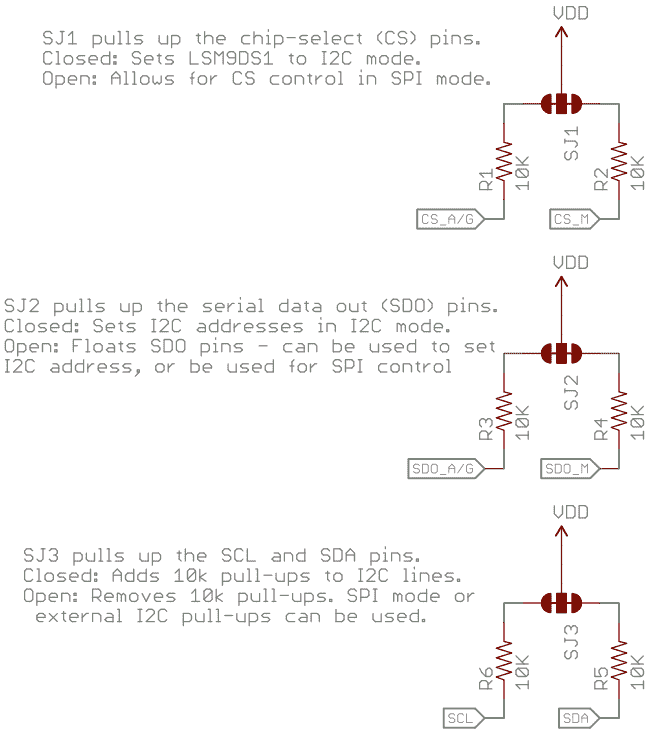 VDD
SJ1 pulls up the chip-select (CS) pins.
Closed: Sets LSM9DS1 to I2C mode.
Open: Allows for CS control in SPI mode.
SJ1
R1
10K
R2
10K
CS_A/G
CS_M
VDD
SJ2 pulls up the serial data out (SDO) pins.
Closed: Sets I2C addresses in I2C mode.
Open: Floats SDO pins - can be used to set
I2C address, or be used for SPI control
SJ2
R3
10K
R4
10K
SDO_A/G
SDO_M
VDD
SJ3 pulls up the SCL and SDA pins.
Closed: Adds 10k pull-ups to I2C lines.
Open: Removes 10k pull-ups. SPI mode or
external I2C pull-ups can be used.
SJ3
R6
10K
R5
10K
SCL
SDA